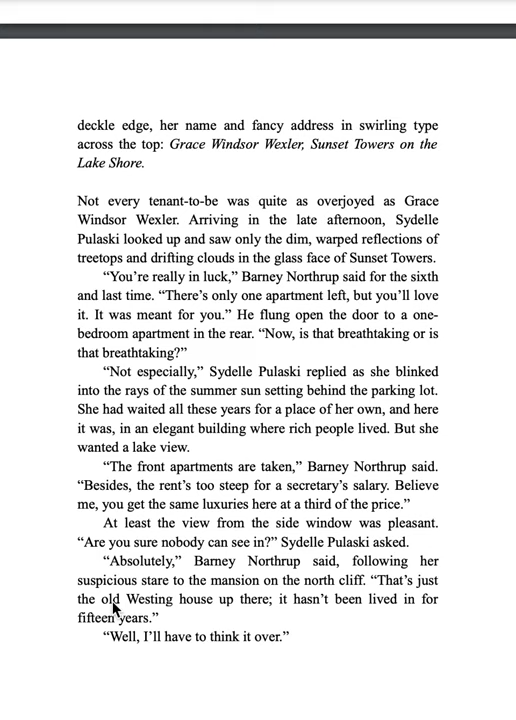 deckle edge, her name and fancy address in swirling type
across the top: Grace Windsor Wexler, Sunset Towers on the
Lake Shore.
Not every tenant-to-be was quite as overjoyed as Grace
Windsor Wexler. Arriving in the late afternoon, Sydelle
Pulaski looked up and saw only the dim, warped reflections of
treetops and drifting clouds in the glass face of Sunset Towers.
“You’re really in luck,” Barney Northrup said for the sixth
and last time. “There’s only one apartment left, but you’ll love
it. It was meant for you.” He flung open the door to a one-
bedroom apartment in the rear. “Now, is that breathtaking or is
that breathtaking?”
“Not especially,” Sydelle Pulaski replied as she blinked
into the rays of the summer sun setting behind the parking lot.
She had waited all these years for a place of her own, and here
it was, in an elegant building where rich people lived. But she
wanted a lake view.
“The front apartments are taken,” Barney Northrup said.
“Besides, the rent’s too steep for a secretary’s salary. Believe
me, you get the same luxuries here at a third of the price.”
At least the view from the side window was pleasant.
“Are you sure nobody can see in?” Sydelle Pulaski asked.
“Absolutely,” Barney Northrup said, following her
suspicious stare to the mansion on the north cliff. “That’s just
the old Westing house up there; it hasn’t been lived in for
fifteen years.”
“Well, I’ll have to think it over.”